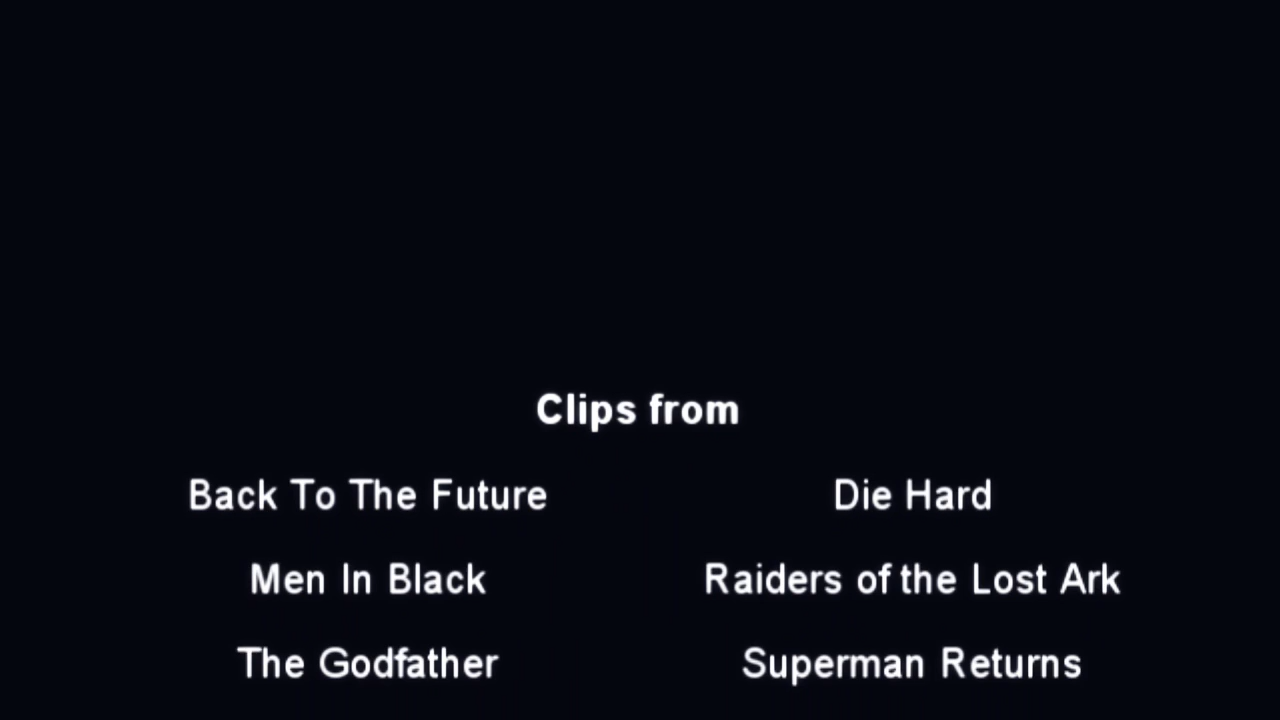 Clips from
Back To The Future
Die Hard
Men In Black
Raiders of the Lost Ark
The Godfather
Superman Returns